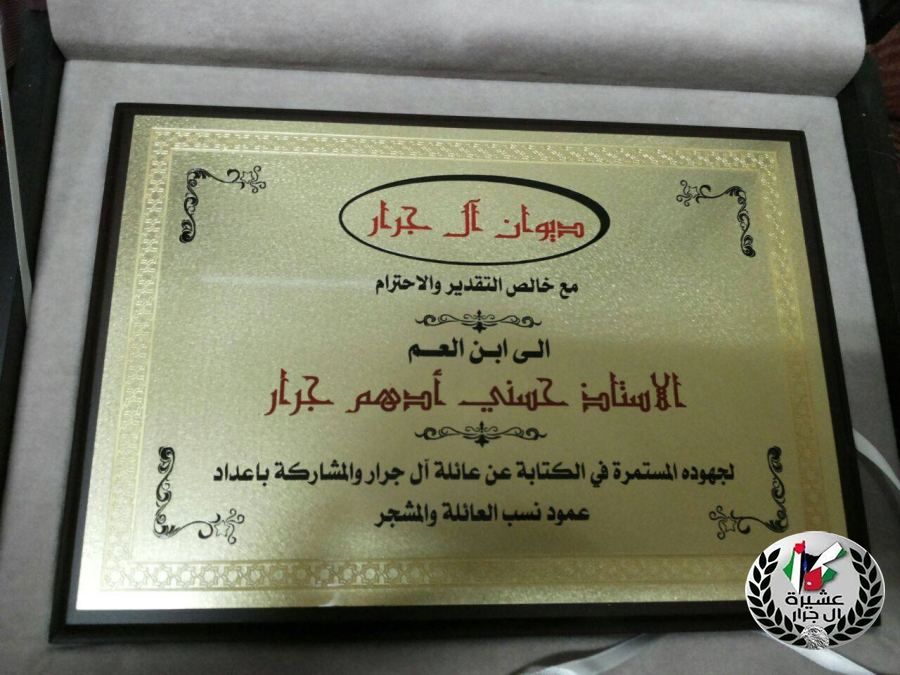 ديوان آل جرار
مع خالص التقدير والاحترام
الى ابن العم
الاستاذ حسني أدهم جرار
لجهوده المستمرة في الكتابة عن عائلة آل جرار والمشاركة باعداد
عمود نسب العائلة والمشجر
عشيرة
آل جرار